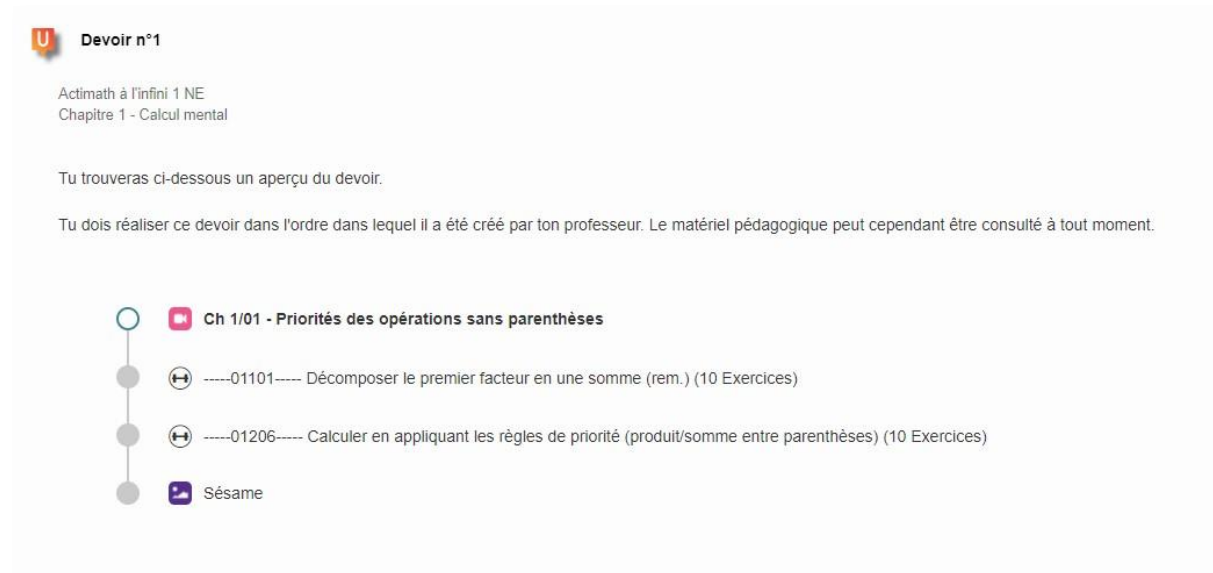 U Devoir n°1
Actimath à l'infini 1 NE
Chapitre 1 - Calcul mental
Tu trouveras ci-dessous un aperçu du devoir.
Tu dois réaliser ce devoir dans l'ordre dans lequel il a été créé par ton professeur. Le matériel pédagogique peut cependant être consulté à tout moment.
Ch 1/01 - Priorités des opérations sans parenthèses
-----01101----- Décomposer le premier facteur en une somme (rem.) (10 Exercices)
-----01206----- Calculer en appliquant les règles de priorité (produit/somme entre parenthèses) (10 Exercices)
Sésame